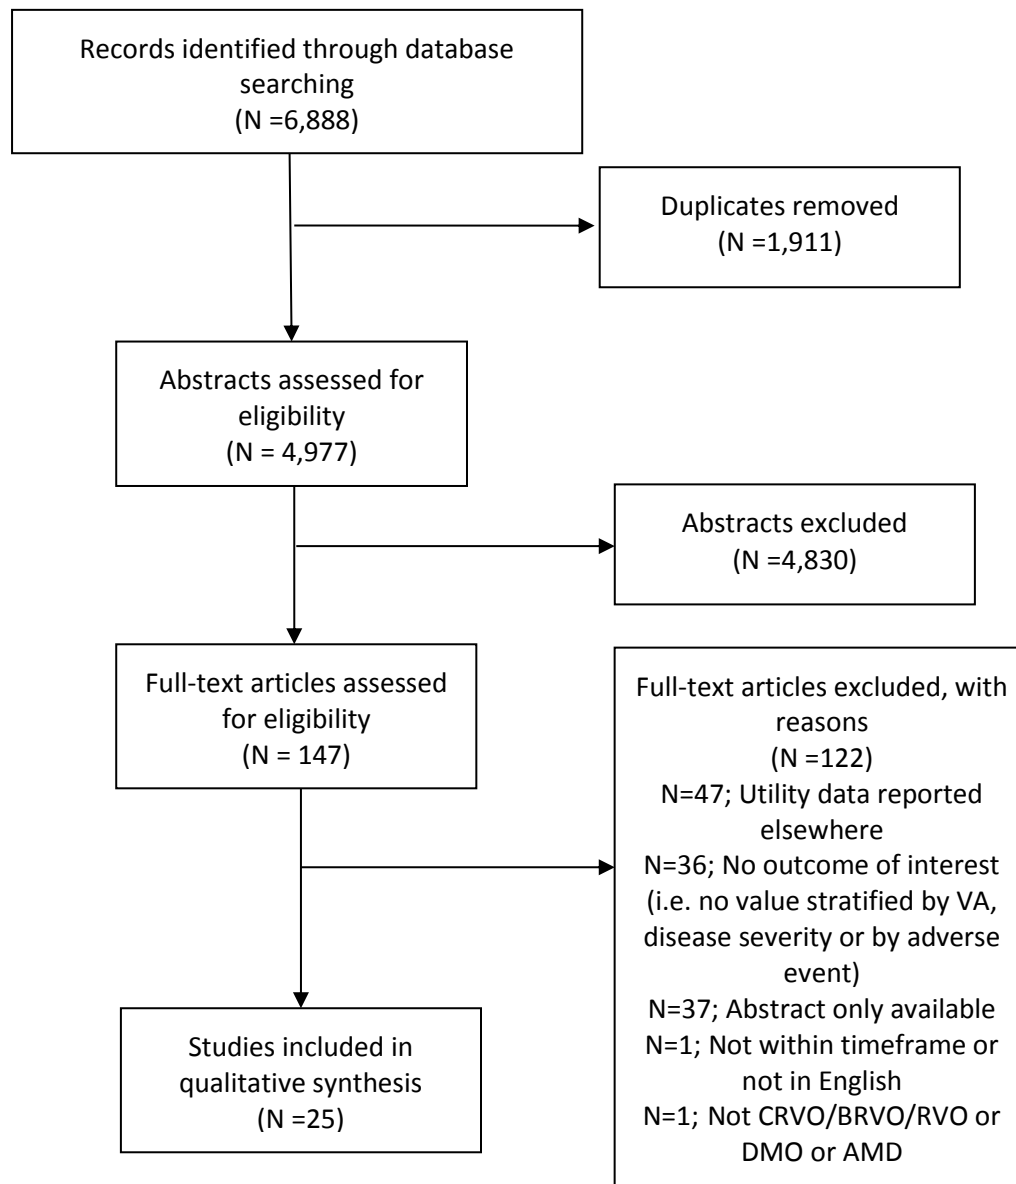 Records identified through database
searching
(N =6,888)
Duplicates removed
(N =1,911)
Abstracts assessed for
eligibility
(N = 4,977)
Abstracts excluded
(N =4,830)
Full-text articles assessed
for eligibility
(N = 147)
Full-text articles excluded, with
reasons
(N =122)
N=47; Utility data reported
elsewhere
N=36; No outcome of interest
(i.e. no value stratified by VA,
disease severity or by adverse
event)
N=37; Abstract only available
N=1; Not within timeframe or
not in English
N=1; Not CRVO/BRVO/RVO or
DMO or AMD
Studies included in
qualitative synthesis
(N =25)